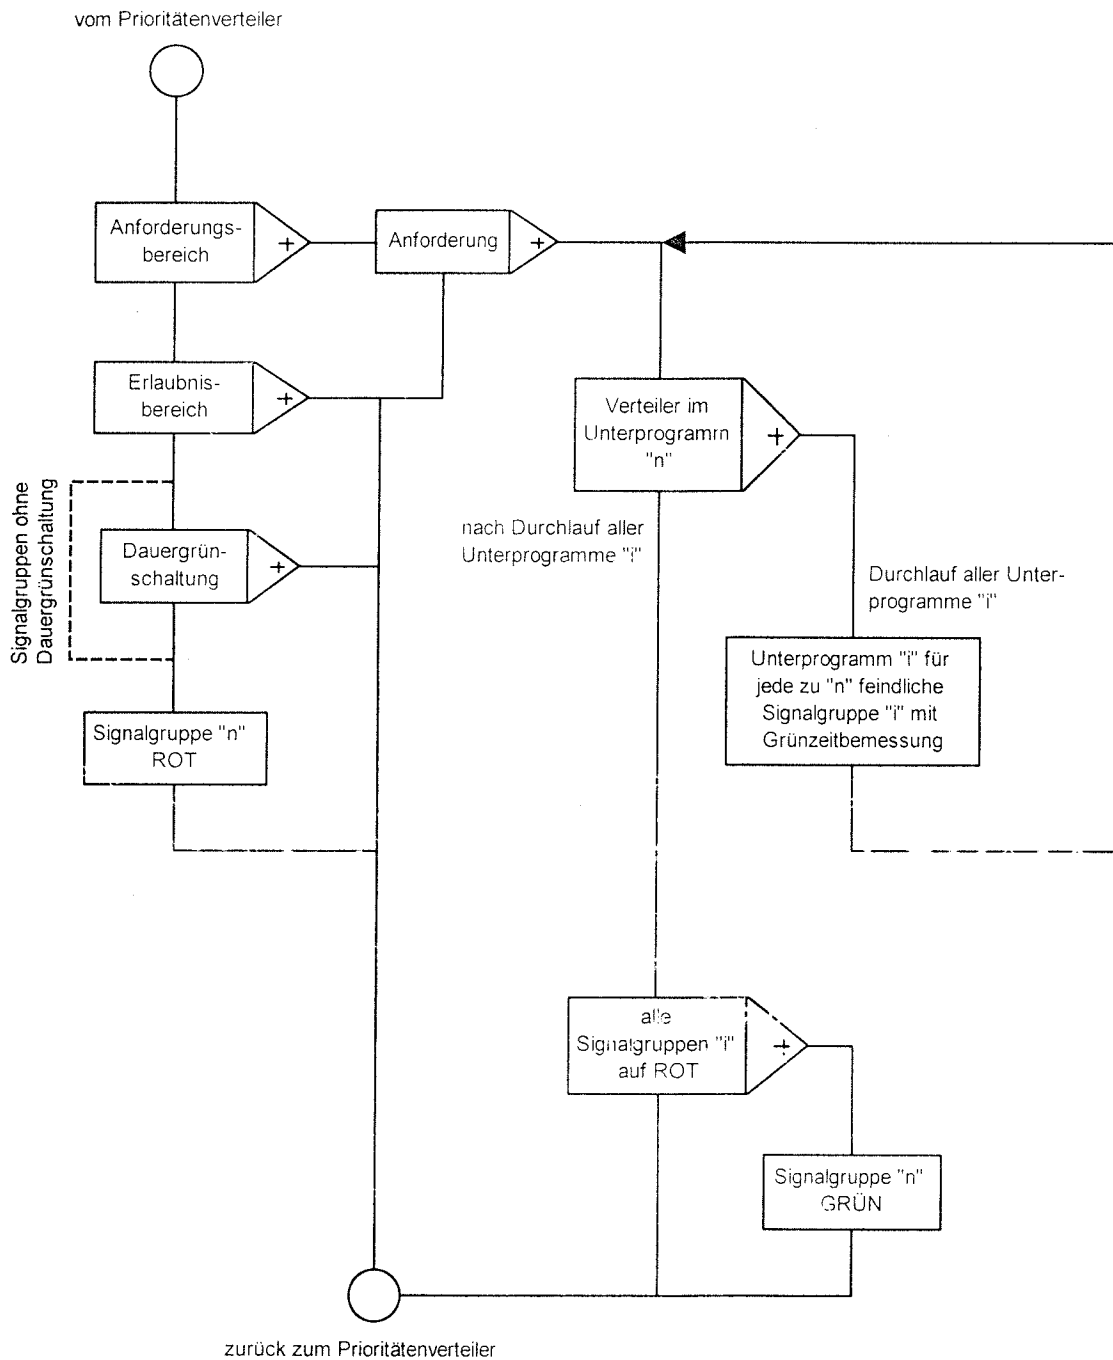 vom Prioritätenverteiler
Anforderungs-
bereich
+
Anforderung
+
Erlaubnis-
bereich
+
Verteiler im
Unterprogramm
"n"
+
Signalgruppen ohne
Dauergrünschaltung
Dauergrün-
schaltung
+
nach Durchlauf aller
Unterprogramme "i"
Durchlauf aller Unter-
programme "i"
Unterprogramm "i" für
jede zu "n" feindliche
Signalgruppe "i" mit
Grünzeitbemessung
Signalgruppe "n"
ROT
alle
Signalgruppen "i"
auf ROT
+
Signalgruppe "n"
GRÜN
zurück zum Prioritätenverteiler